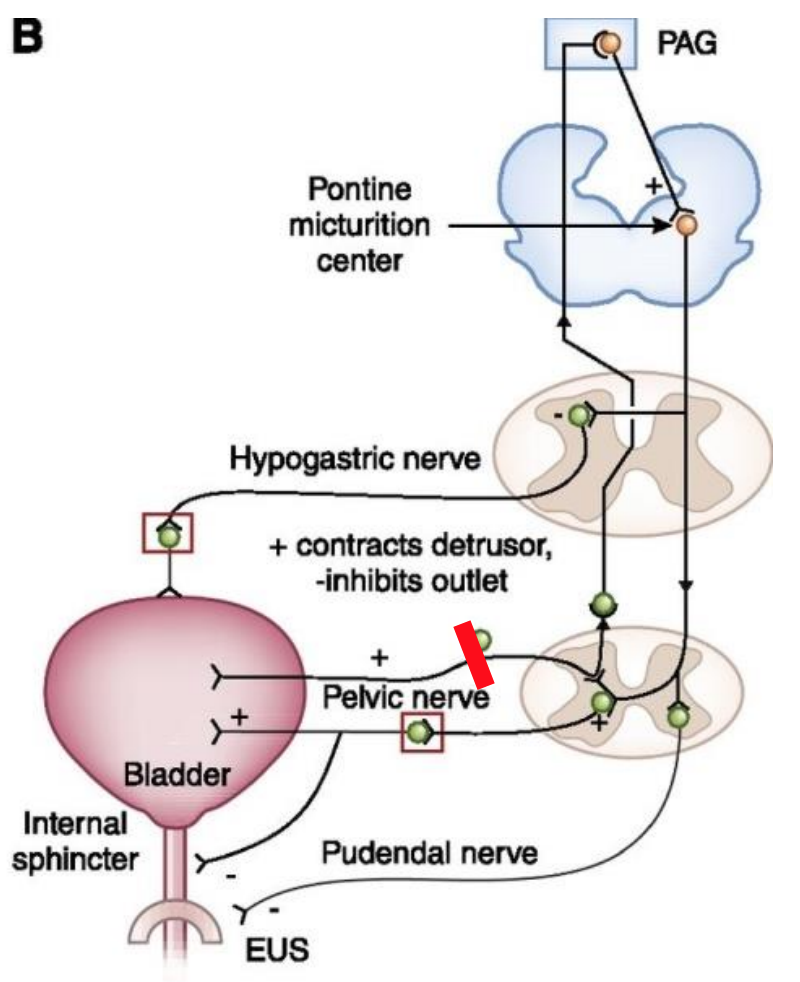 B
PAG
+
Pontine
micturition
center
-
Hypogastric nerve
+ contracts detrusor,
-inhibits outlet
+
Pelvic nerve
+
+
Bladder
Internal
sphincter
-
Pudendal nerve
-
EUS